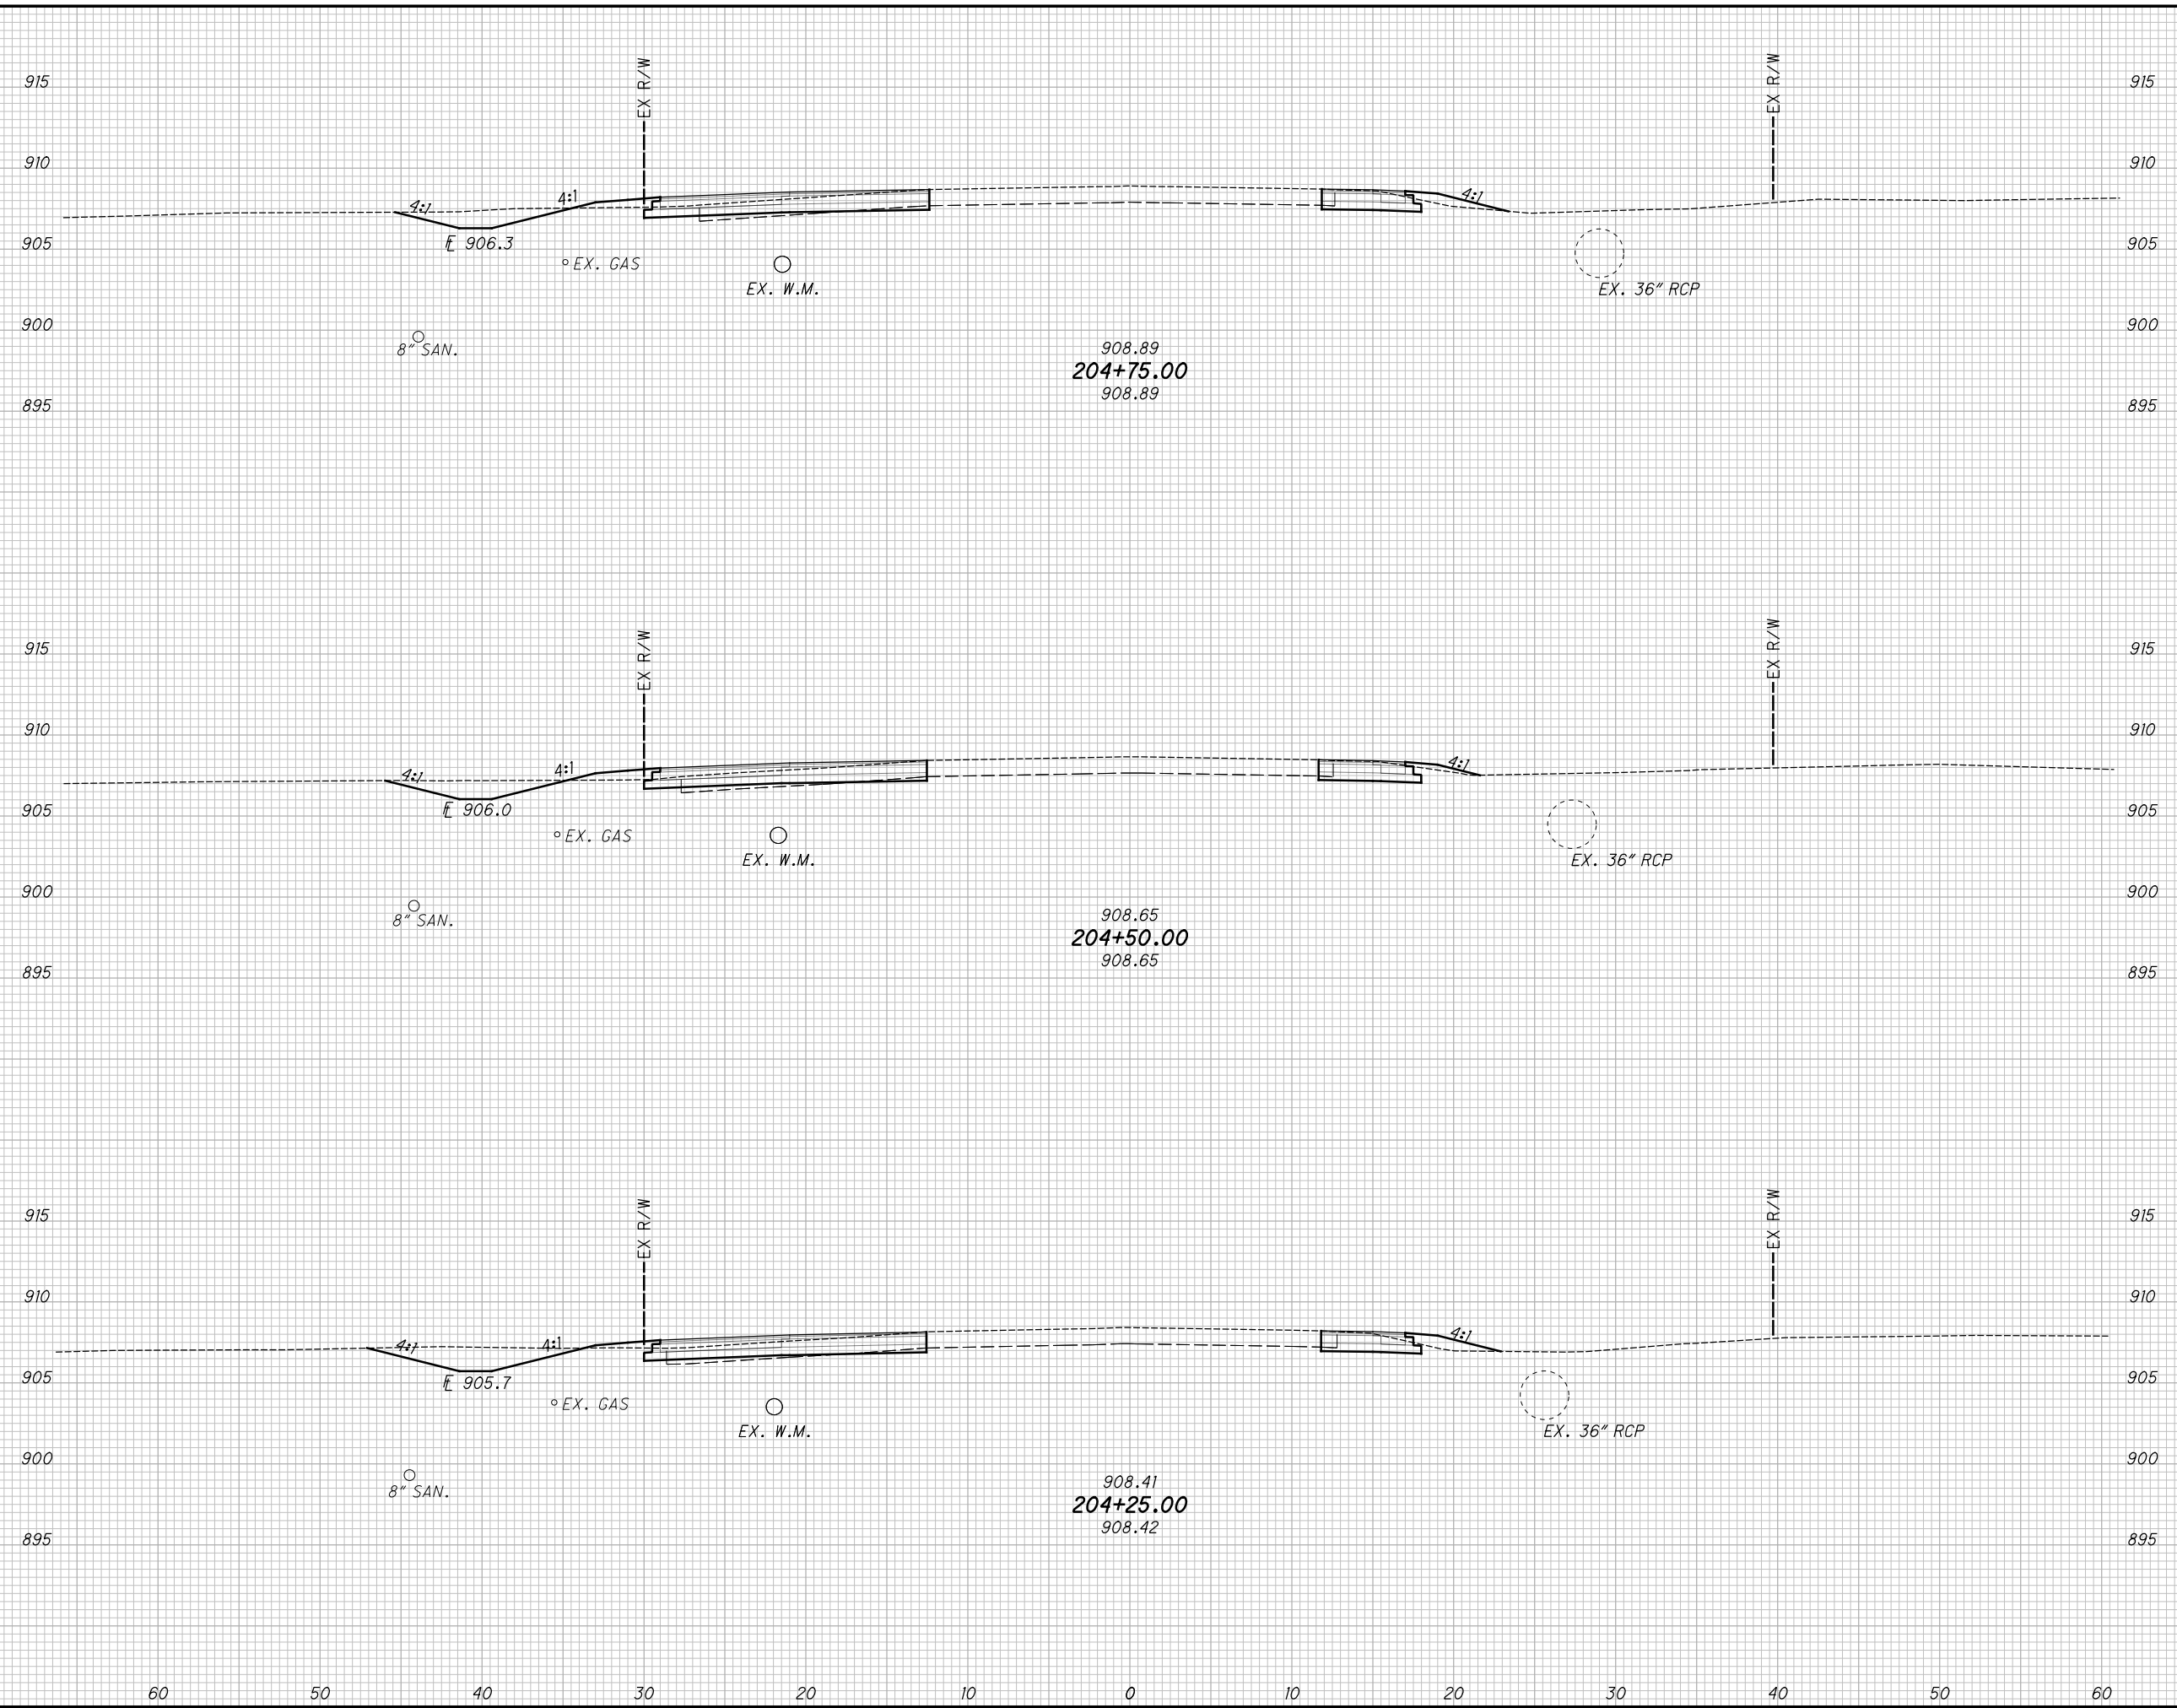 EX R/W
EX R/W
915 915
910 910
4:1 4:1 4:1
905 FL 906.3 905
EX. GAS
EX. W.M. EX. 36" RCP
900 900
8" SAN. 908.89
204+75.00
908.89
895 895
EX R/W
EX R/W
915 915
910 910
4:1 4:1 4:1
905 FL 906.0 905
EX. GAS
EX. W.M. EX. 36" RCP
900 900
8" SAN. 908.65
204+50.00
908.65
895 895
EX R/W
EX R/W
915 915
910 910
4:1 4:1 4:1
905 FL 905.7 905
EX. GAS
EX. W.M. EX. 36" RCP
900 900
8" SAN. 908.41
204+25.00
908.42
895 895
60 50 40 30 20 10 0 10 20 30 40 50 60